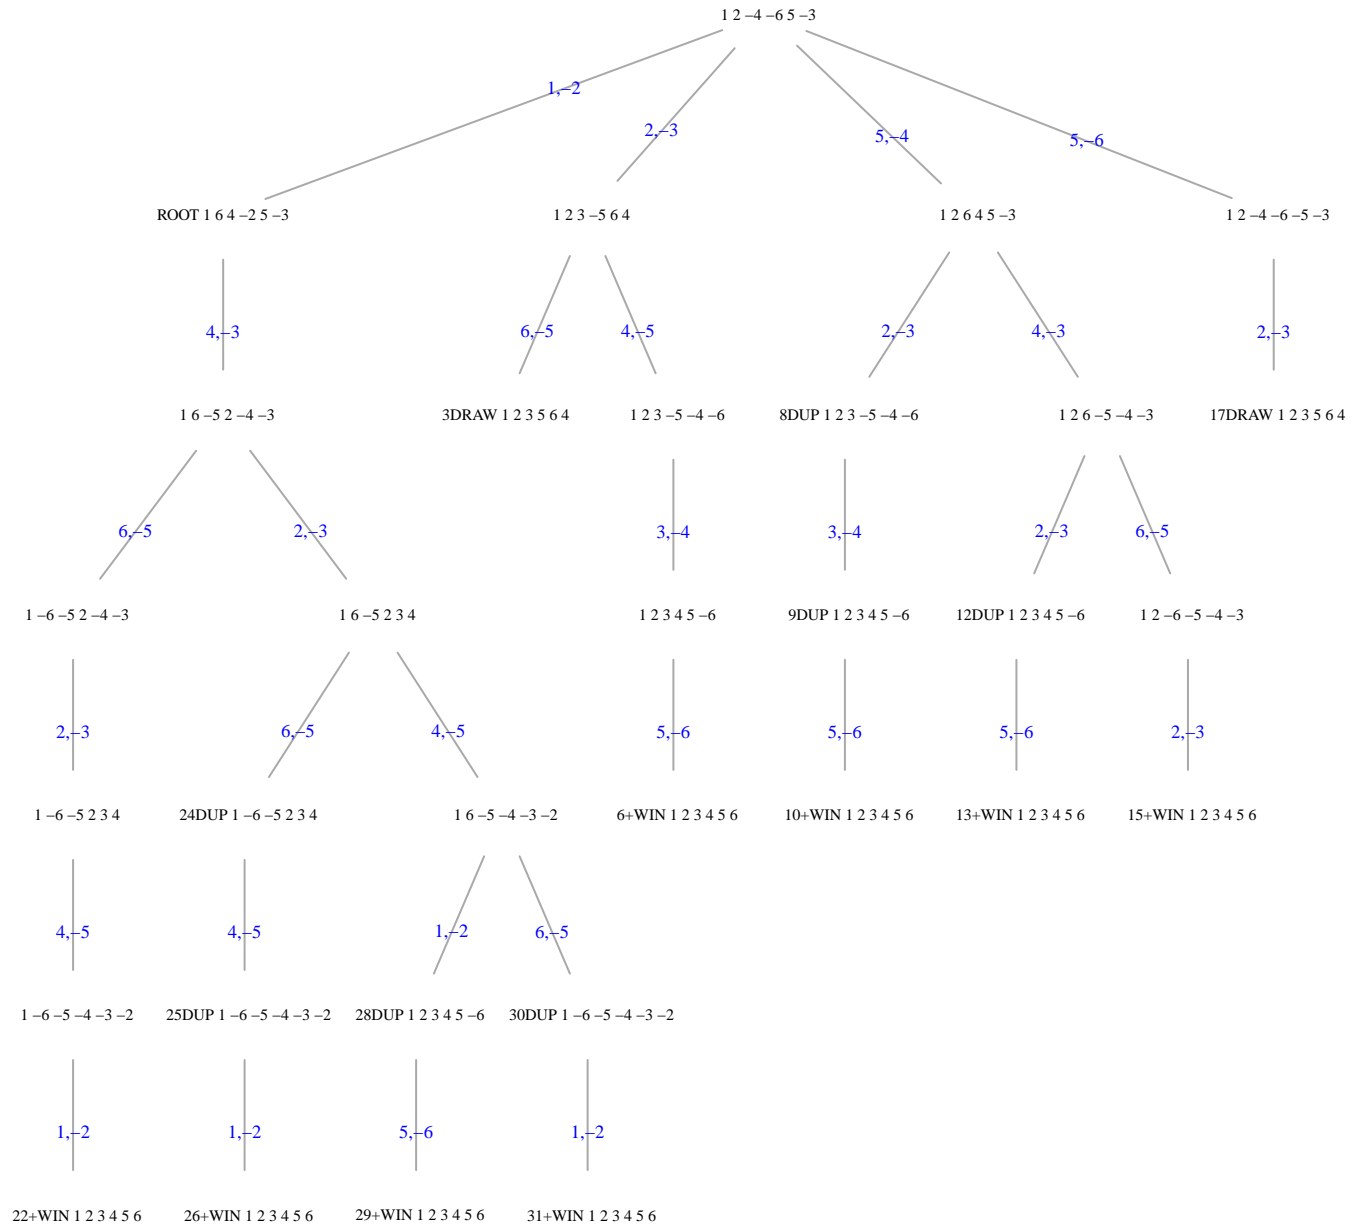 1 2 −4 −6 5 −3
1,−2
2,−3
5,−4
5,−6
ROOT 1 6 4 −2 5 −3
1 2 3 −5 6 4
1 2 6 4 5 −3
1 2 −4 −6 −5 −3
4,−3
6,−5
4,−5
2,−3
4,−3
2,−3
1 6 −5 2 −4 −3
3DRAW 1 2 3 5 6 4
1 2 3 −5 −4 −6
8DUP 1 2 3 −5 −4 −6
1 2 6 −5 −4 −3
17DRAW 1 2 3 5 6 4
6,−5
2,−3
3,−4
3,−4
2,−3
6,−5
1 −6 −5 2 −4 −3
1 6 −5 2 3 4
1 2 3 4 5 −6
9DUP 1 2 3 4 5 −6
12DUP 1 2 3 4 5 −6
1 2 −6 −5 −4 −3
2,−3
6,−5
4,−5
5,−6
5,−6
5,−6
2,−3
1 −6 −5 2 3 4
24DUP 1 −6 −5 2 3 4
1 6 −5 −4 −3 −2
6+WIN 1 2 3 4 5 6
10+WIN 1 2 3 4 5 6
13+WIN 1 2 3 4 5 6
15+WIN 1 2 3 4 5 6
4,−5
4,−5
1,−2
6,−5
1 −6 −5 −4 −3 −2
25DUP 1 −6 −5 −4 −3 −2
28DUP 1 2 3 4 5 −6
30DUP 1 −6 −5 −4 −3 −2
1,−2
1,−2
5,−6
1,−2
22+WIN 1 2 3 4 5 6
26+WIN 1 2 3 4 5 6
29+WIN 1 2 3 4 5 6
31+WIN 1 2 3 4 5 6